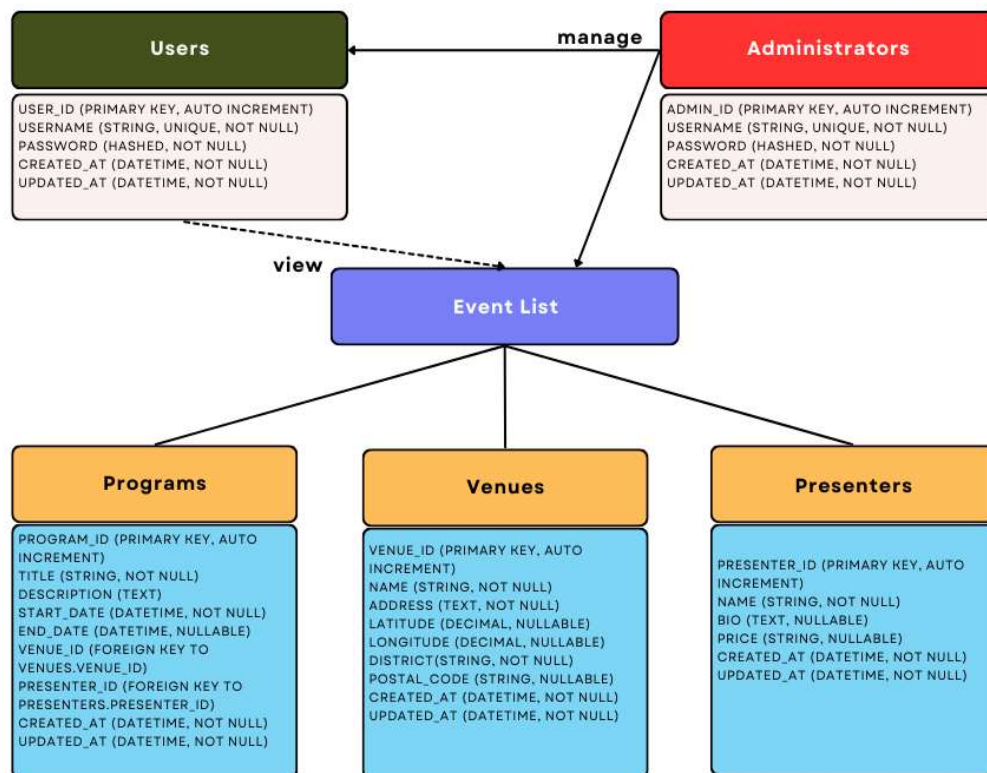 Users
manage
Administrators
USER_ID (PRIMARY KEY, AUTO INCREMENT)
USERNAME (STRING, UNIQUE, NOT NULL)
PASSWORD (HASHED, NOT NULL)
CREATED_AT (DATETIME, NOT NULL)
UPDATED_AT (DATETIME, NOT NULL)
ADMIN_ID (PRIMARY KEY, AUTO INCREMENT)
USERNAME (STRING, UNIQUE, NOT NULL)
PASSWORD (HASHED, NOT NULL)
CREATED_AT (DATETIME, NOT NULL)
UPDATED_AT (DATETIME, NOT NULL)
view
Event List
Programs
PROGRAM_ID (PRIMARY KEY, AUTO
INCREMENT)
TITLE (STRING, NOT NULL)
DESCRIPTION (TEXT)
START_DATE (DATETIME, NOT NULL)
END_DATE (DATETIME, NULLABLE)
VENUE_ID (FOREIGN KEY TO
VENUES.VENUE_ID)
PRESENTER_ID (FOREIGN KEY TO
PRESENTERS.PRESENTER_ID)
CREATED_AT (DATETIME, NOT NULL)
UPDATED_AT (DATETIME, NOT NULL)
Venues
VENUE_ID (PRIMARY KEY, AUTO
INCREMENT)
NAME (STRING, NOT NULL)
ADDRESS (TEXT, NOT NULL)
LATITUDE (DECIMAL, NULLABLE)
LONGITUDE (DECIMAL, NULLABLE)
DISTRICT(STRING, NOT NULL)
POSTAL_CODE (STRING, NULLABLE)
CREATED_AT (DATETIME, NOT NULL)
UPDATED_AT (DATETIME, NOT NULL)
Presenters
PRESENTER_ID (PRIMARY KEY, AUTO
INCREMENT)
NAME (STRING, NOT NULL)
BIO (TEXT, NULLABLE)
PRICE (STRING, NULLABLE)
CREATED_AT (DATETIME, NOT NULL)
UPDATED_AT (DATETIME, NOT NULL)